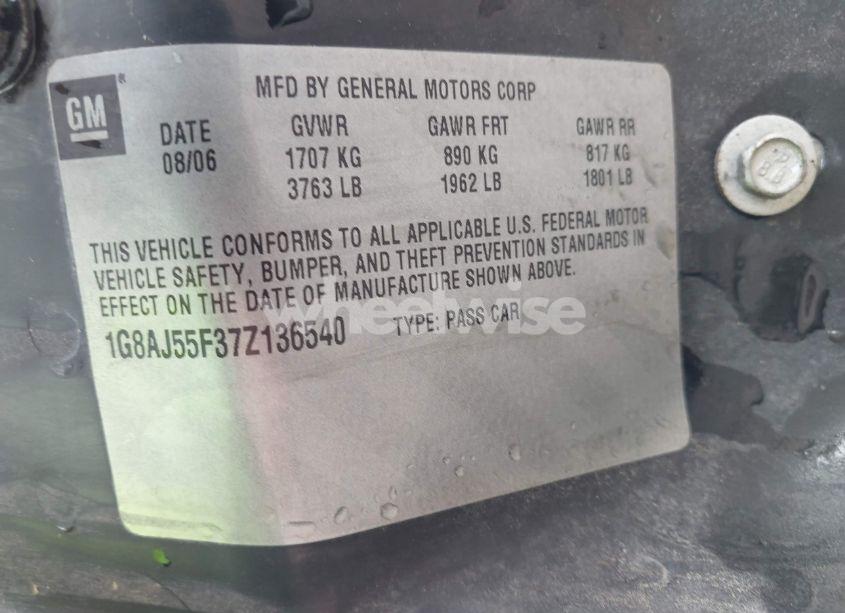 GM ®
MFD BY GENERAL MOTORS CORP
DATE GVWR GAWR FRT GAWR RR
08/06 1707 KG 890 KG 817 KG
3763 LB 1962 LB 1801 LB
THIS VEHICLE CONFORMS TO ALL APPLICABLE U.S. FEDERAL MOTOR
VEHICLE SAFETY, BUMPER, AND THEFT PREVENTION STANDARDS IN
EFFECT ON THE DATE OF MANUFACTURE SHOWN ABOVE.
1G8AJ55F37Z136540 TYPE: PASS CAR
wheelwise